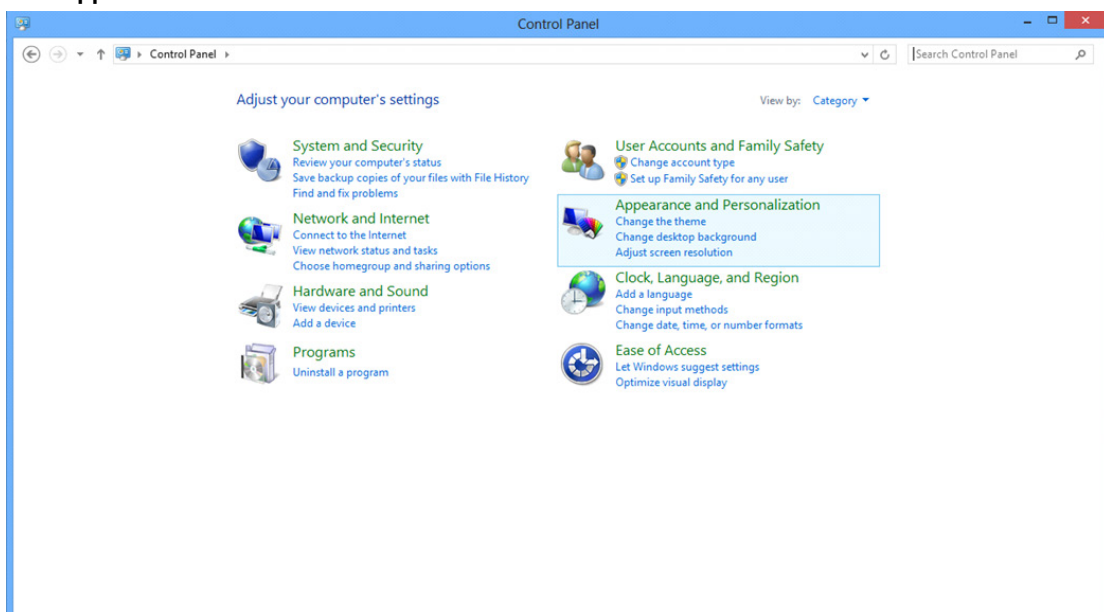 Control Panel
Control Panel
Search Control Panel
Adjust your computer's settings
View by: Category
System and Security
Review your computer's status
Save backup copies of your files with File History
Find and fix problems
Network and Internet
Connect to the Internet
View network status and tasks
Choose homegroup and sharing options
Hardware and Sound
View devices and printers
Add a device
Programs
Uninstall a program
User Accounts and Family Safety
Change account type
Set up Family Safety for any user
Appearance and Personalization
Change the theme
Change desktop background
Adjust screen resolution
Clock, Language, and Region
Add a language
Change input methods
Change date, time, or number formats
Ease of Access
Let Windows suggest settings
Optimize visual display